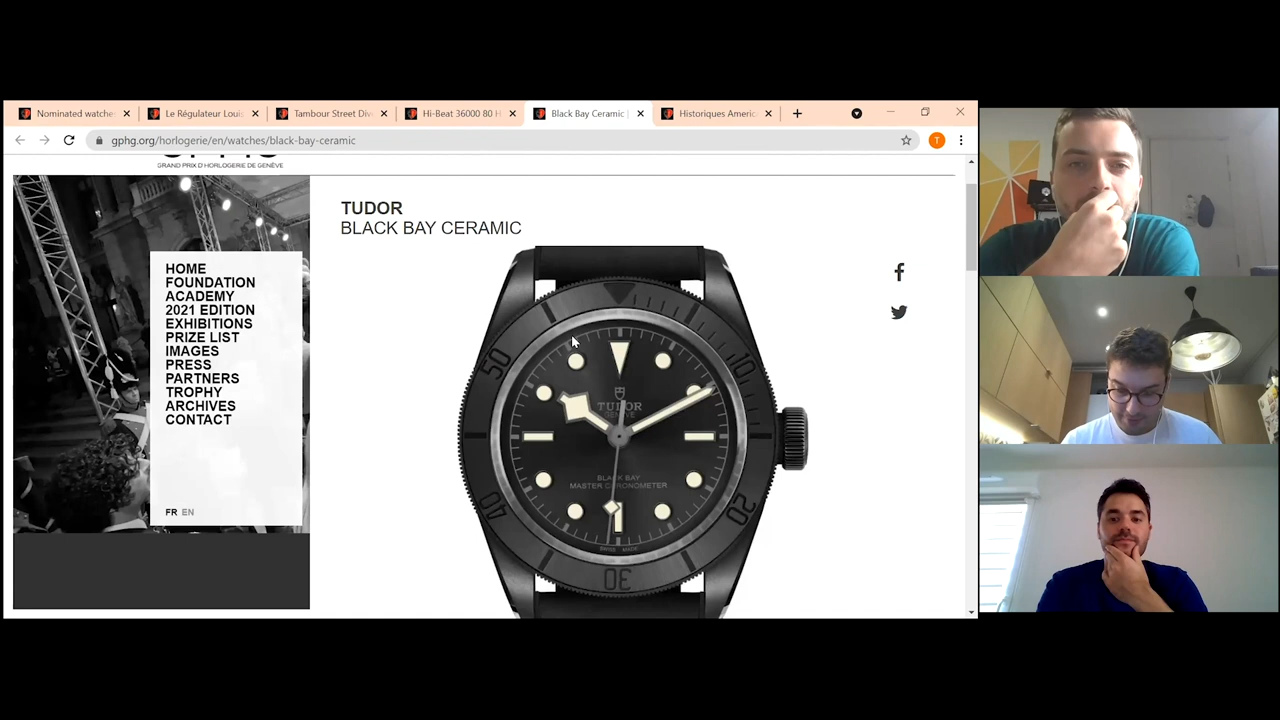 Nominated watche
Le Régulateur Louis
Tambour Street Dive
Hi-Beat 36000 80 H
Black Bay Ceramic |
Historiques Americ
gphg.org/horlogerie/en/watches/black-bay-ceramic
T
GRAND PRIX D'HORLOGERIE DE GENÈVE
TUDOR
BLACK BAY CERAMIC
HOME
FOUNDATION
ACADEMY
2021 EDITION
EXHIBITIONS
PRIZE LIST
IMAGES
PRESS
PARTNERS
TROPHY
ARCHIVES
CONTACT
FR EN
50
10
TUDOR
GENEVE
BLACK BAY
MASTER CHRONOMETER
40
20
SWISS MADE
30